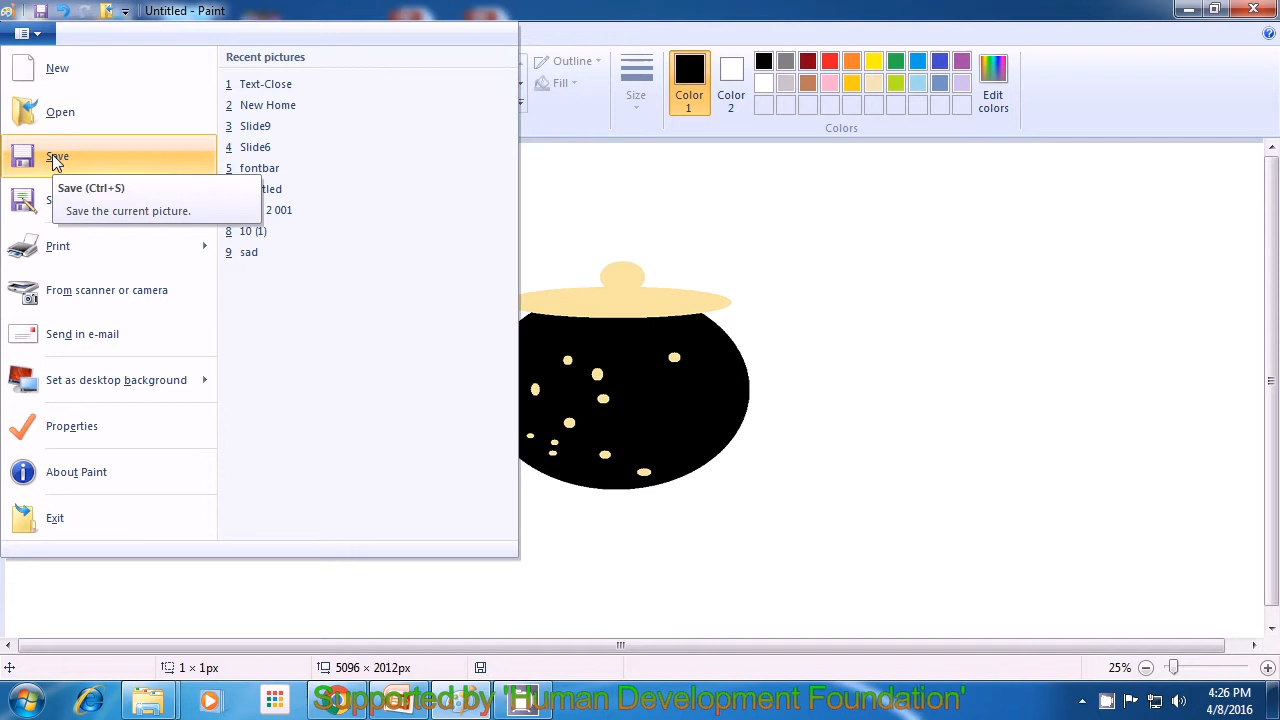 Untitled - Paint
Recent pictures
New
Open
Save
Save (Ctrl+S)
Save the current picture.
Print
From scanner or camera
Send in e-mail
Set as desktop background
Properties
About Paint
Exit
1 Text-Close
2 New Home
3 Slide9
4 Slide6
5 fontbar
2 001
8 10 (1)
9 sad
Outline
Fill
Size
Color 1
Color 2
Edit colors
Colors
1 × 1px
5096 × 2012px
25%
Supported by 'Human Development Foundation'
4:26 PM
4/8/2016